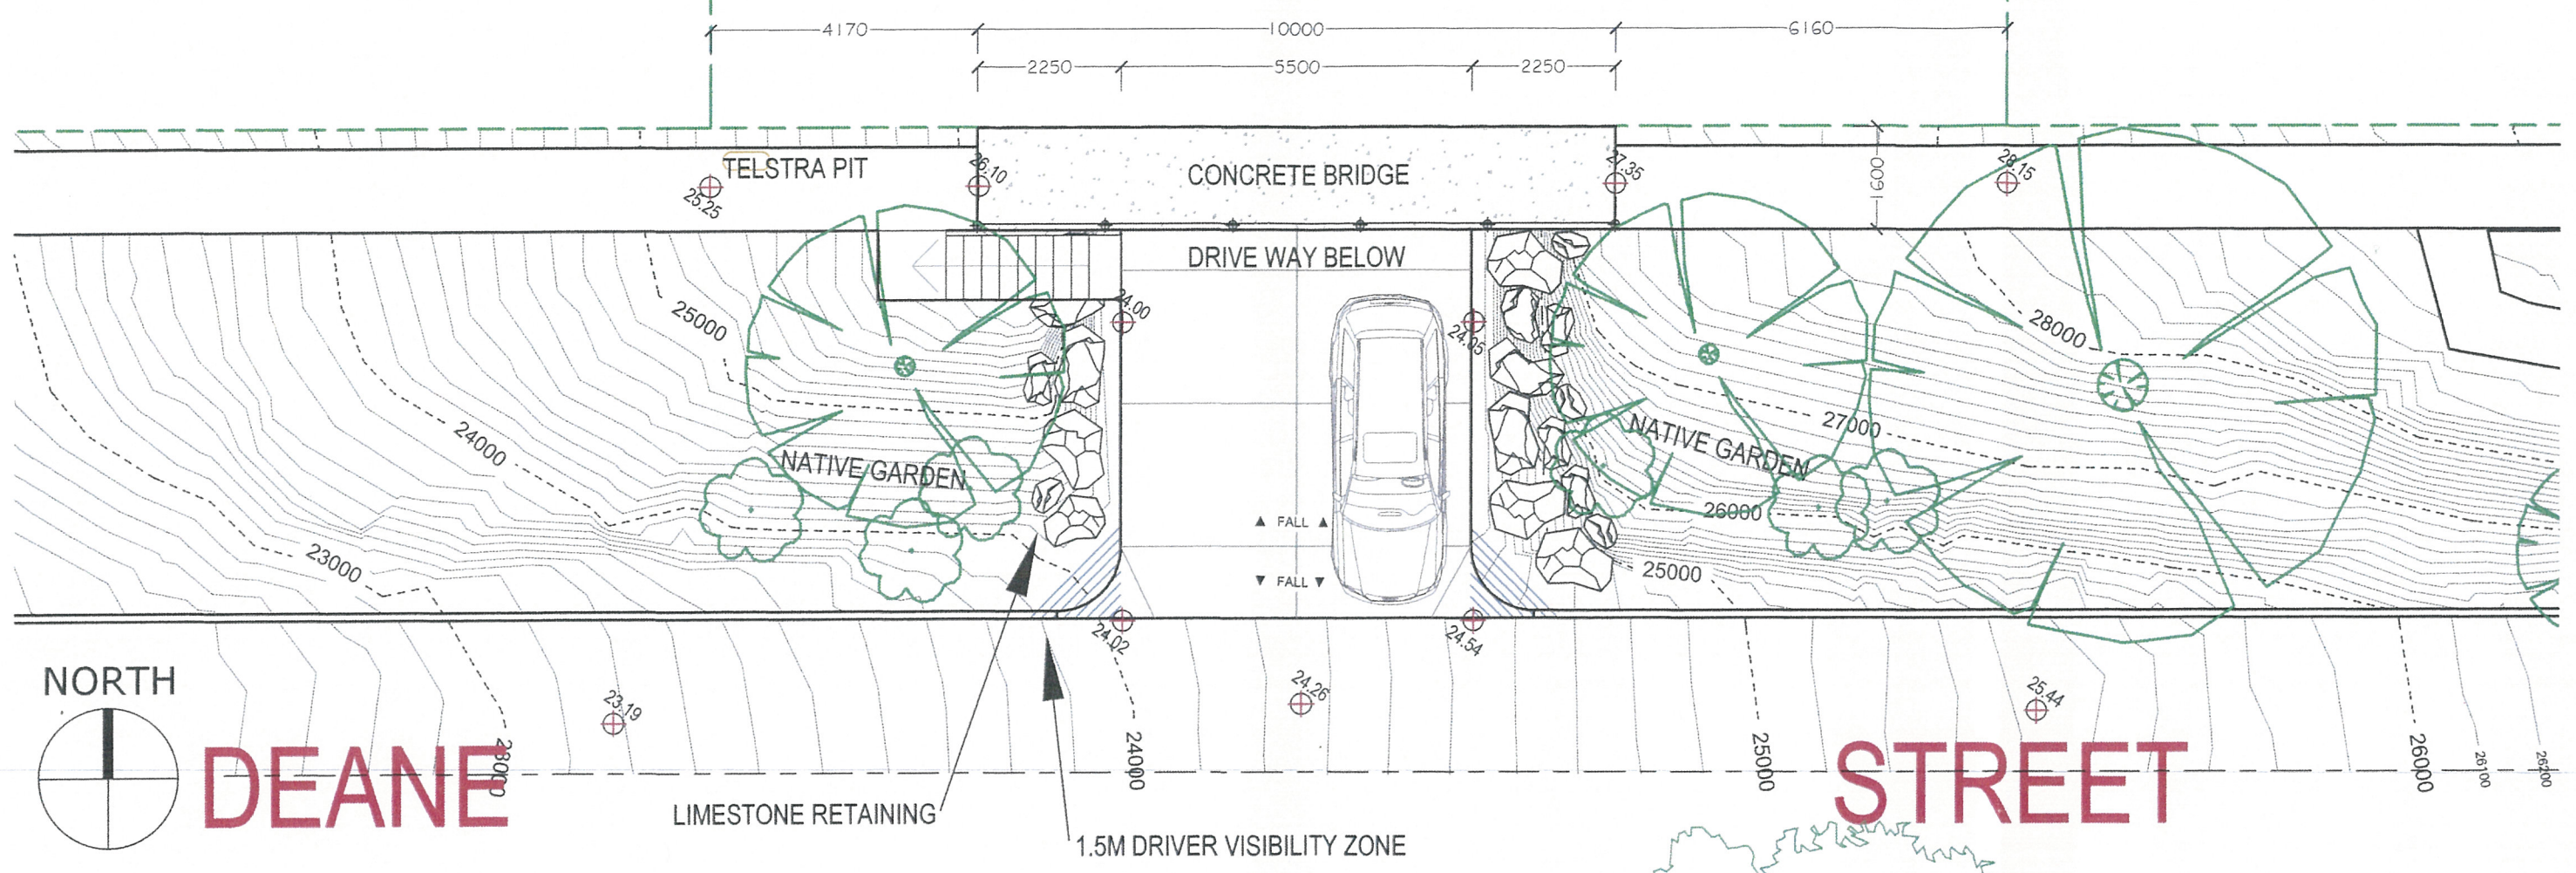 4170 10000 6160
2250 5500 2250
TELSTRA PIT
25.25
26.10
CONCRETE BRIDGE
27.35
1600
28.15
DRIVE WAY BELOW
25000
24.00
24.05
28000
24000
NATIVE GARDEN
NATIVE GARDEN
27000
26000
23000
▲ FALL ▲
▼ FALL ▼
25000
24.02
24.54
NORTH
23.19
24.26
25.44
DEANE STREET
23000
24000
25000
26000
26100
26200
LIMESTONE RETAINING
1.5M DRIVER VISIBILITY ZONE